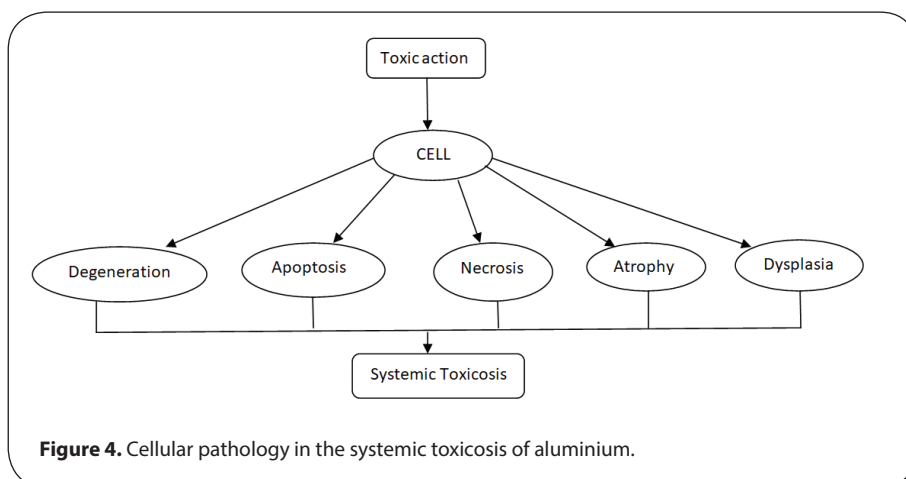 Toxic action
CELL
Degeneration
Apoptosis
Necrosis
Atrophy
Dysplasia
Systemic Toxicosis
Figure 4. Cellular pathology in the systemic toxicosis of aluminium.